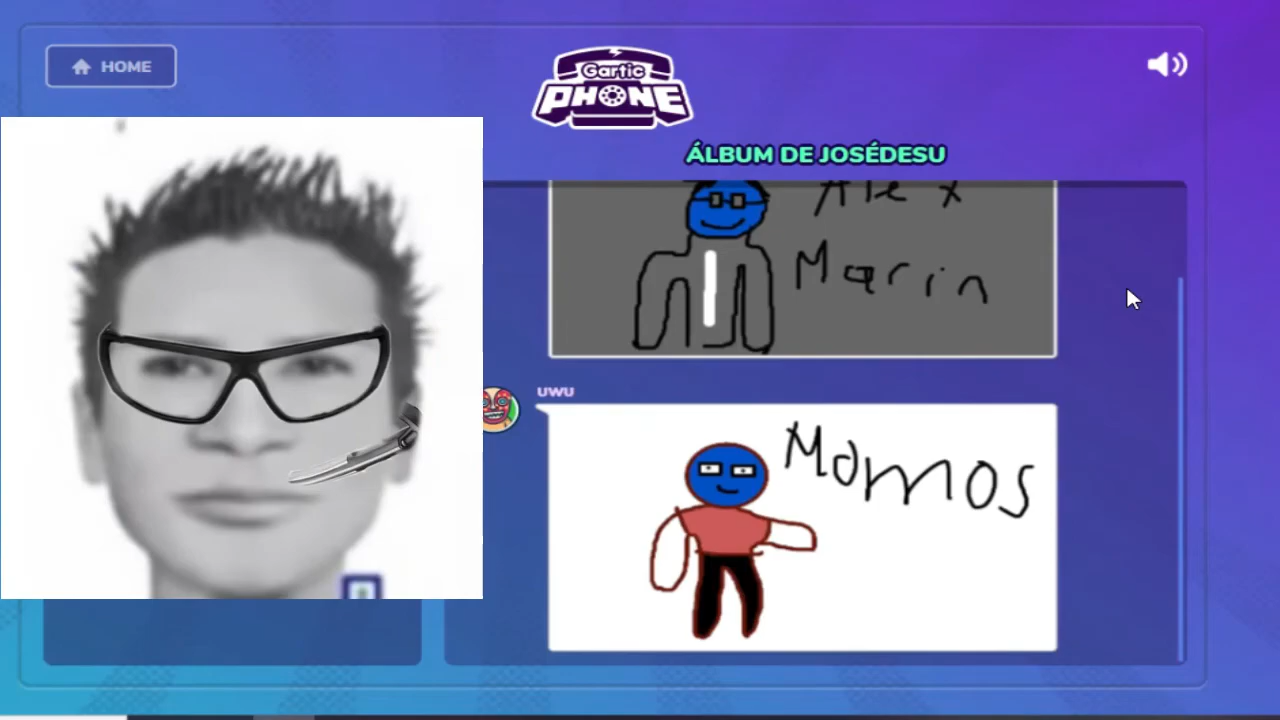 HOME
Gartic
PHONE
ÁLBUM DE JOSÉDESU
Alex
Marin
UWU
Momos